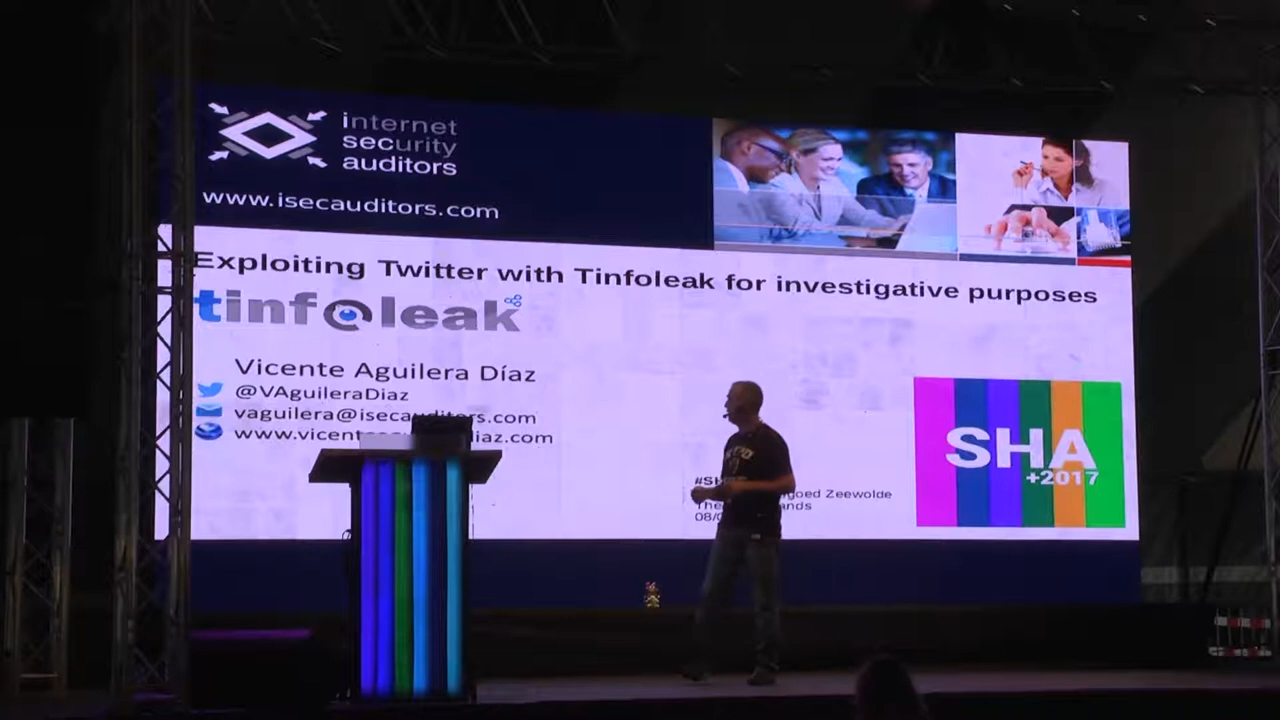 internet
security
auditors
www.isecauditors.com
Exploiting Twitter with Tinfoleak for investigative purposes
tinfoleak
Vicente Aguilera Díaz
@VAguileraDiaz
vaguilera@isecauditors.com
SHA
+2017
Zeewolde